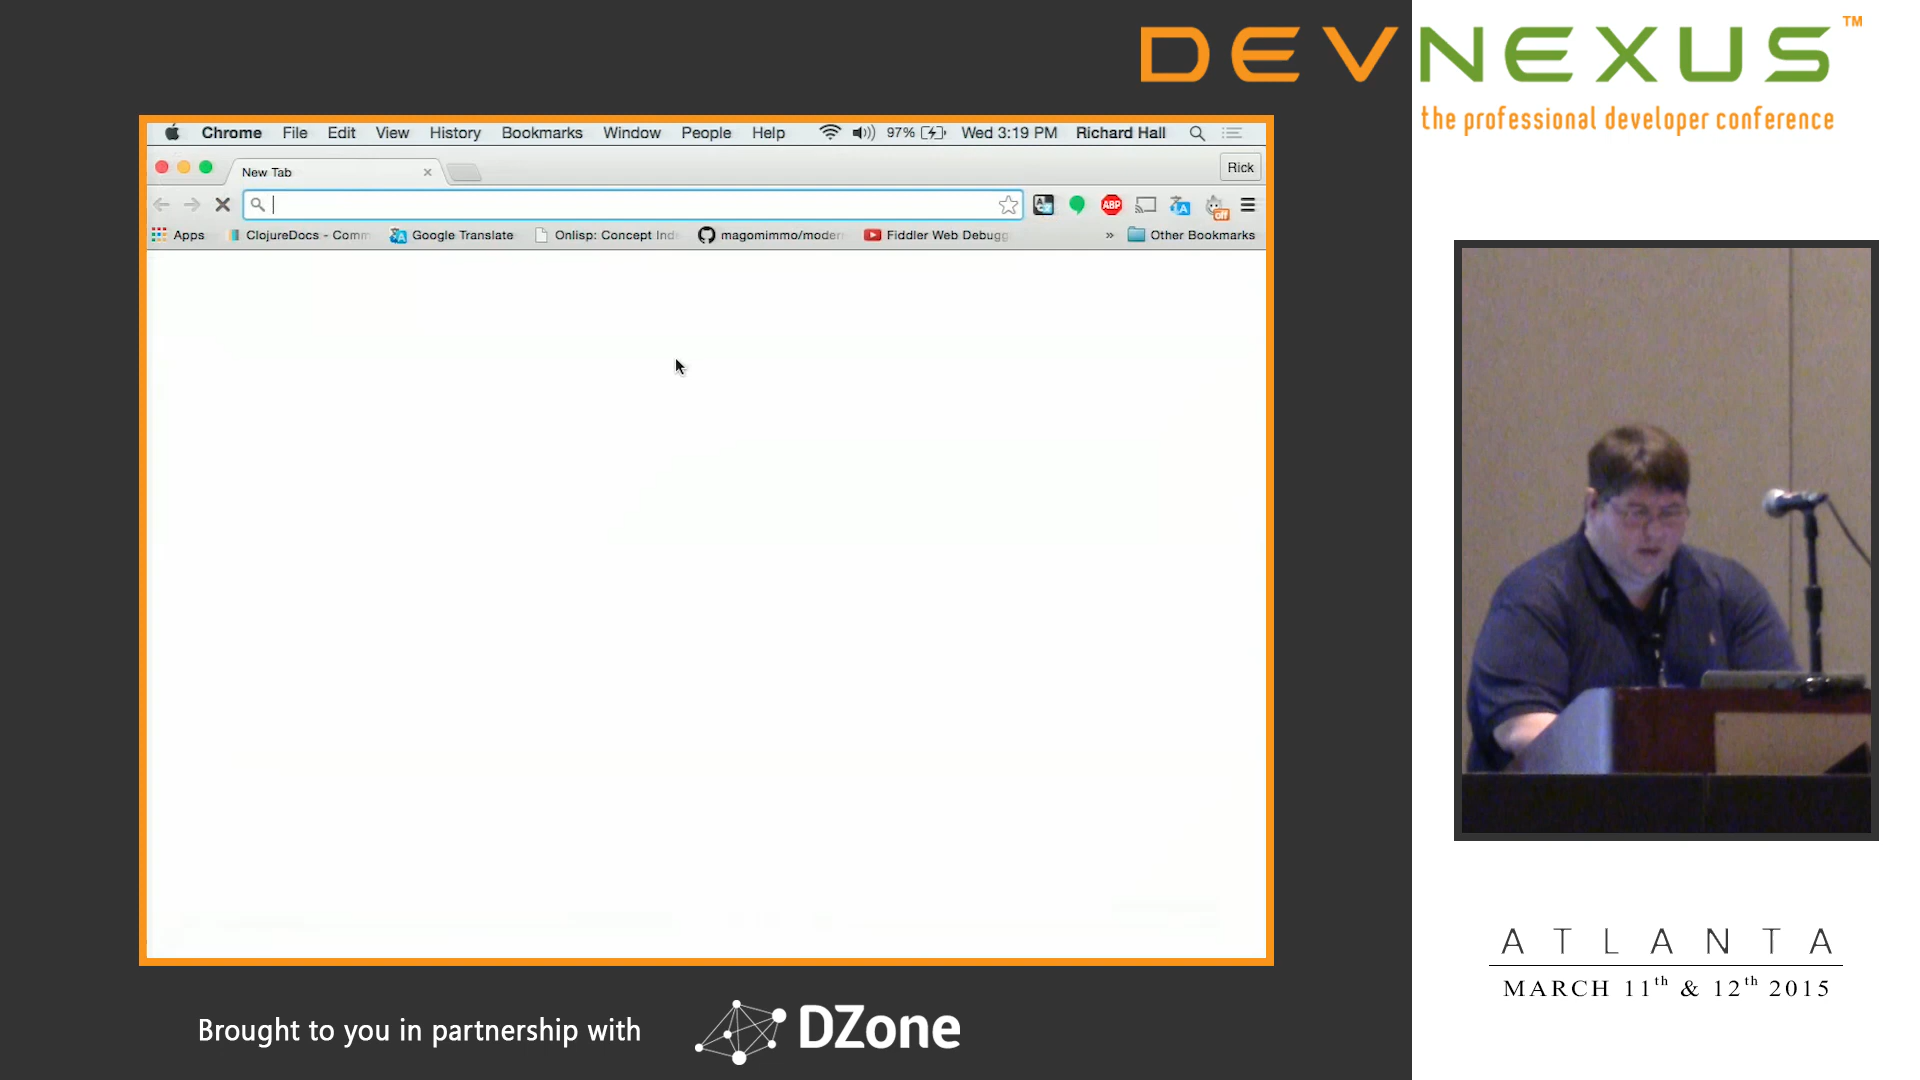 DEVNEXUS™
the professional developer conference
Chrome File Edit View History Bookmarks Window People Help 97% Wed 3:19 PM Richard Hall
New Tab
Rick
ABP
off
Apps ClojureDocs - Comm Google Translate Onlisp: Concept Ind magomimmo/moder Fiddler Web Debugg » Other Bookmarks
ATLANTA
MARCH 11th & 12th 2015
Brought to you in partnership with DZone